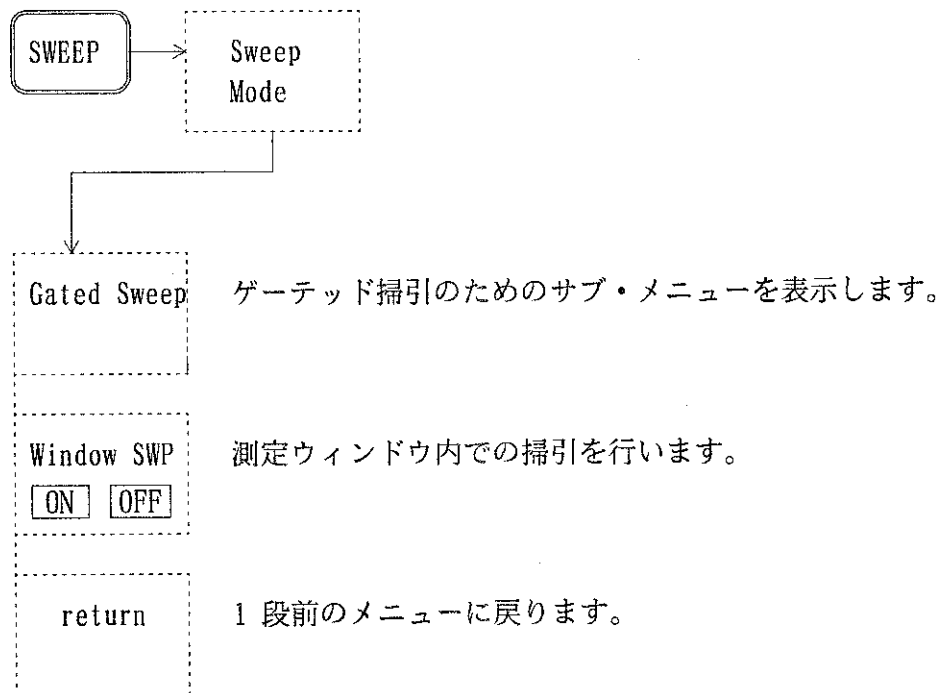 SWEEP
Sweep
Mode
Gated Sweep
ゲーテッド掃引のためのサブ・メニューを表示します。
Window SWP
ON OFF
測定ウィンドウ内での掃引を行います。
return
1 段前のメニューに戻ります。